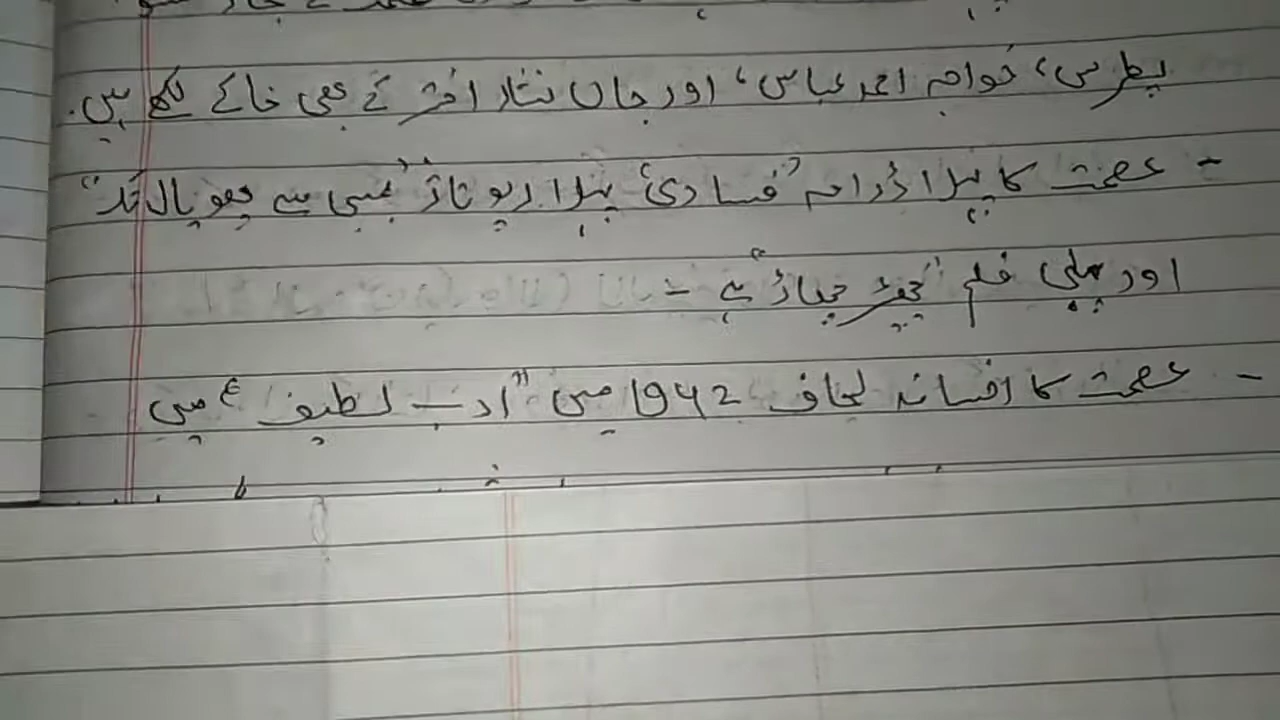 پطرس، خواجہ احمد عباس، اور جاں نثار اختر کے بھی خاکے لکھے ہیں۔
- عصمت کا پہلا ڈرامہ "فسادی" پہلا رپوتاژ "بمبئی سے بھوپال تک"
اور پہلی فلم "چھیڑ چھاڑ" ہے -
- عصمت کا افسانہ لحاف 1942 میں "ادب لطیف" میں